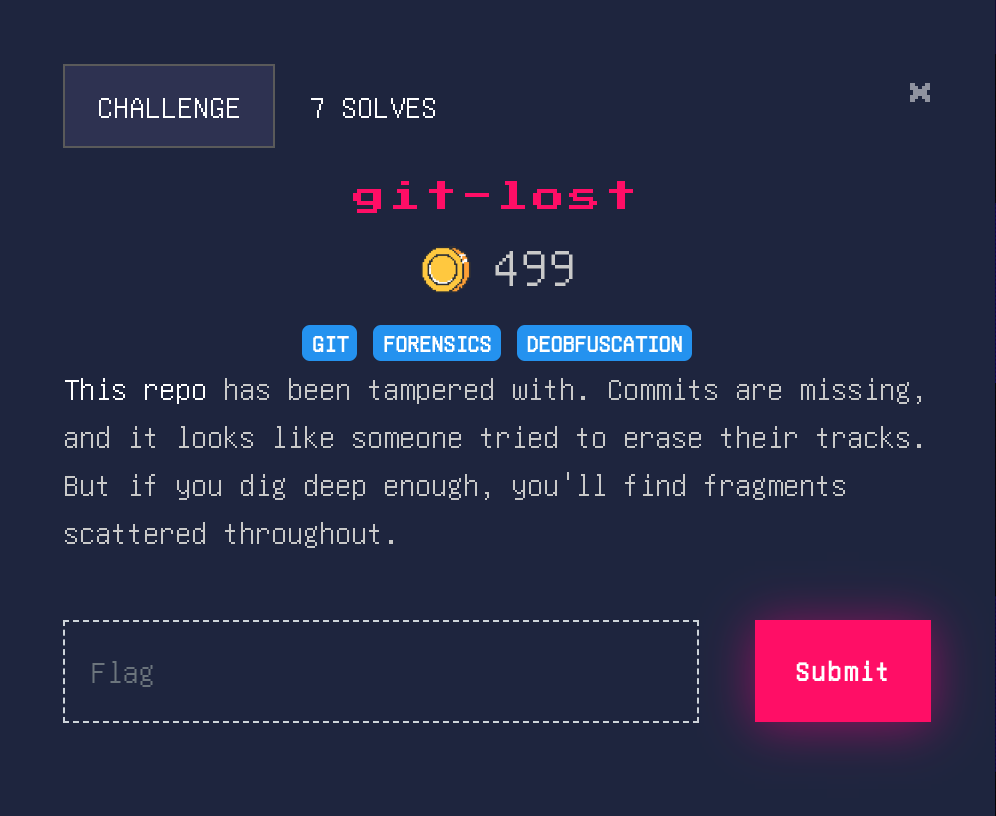 CHALLENGE
7 SOLVES
✖
git-lost
499
GIT
FORENSICS
DEOBFUSCATION
This repo has been tampered with. Commits are missing,
and it looks like someone tried to erase their tracks.
But if you dig deep enough, you'll find fragments
scattered throughout.
Flag
Submit